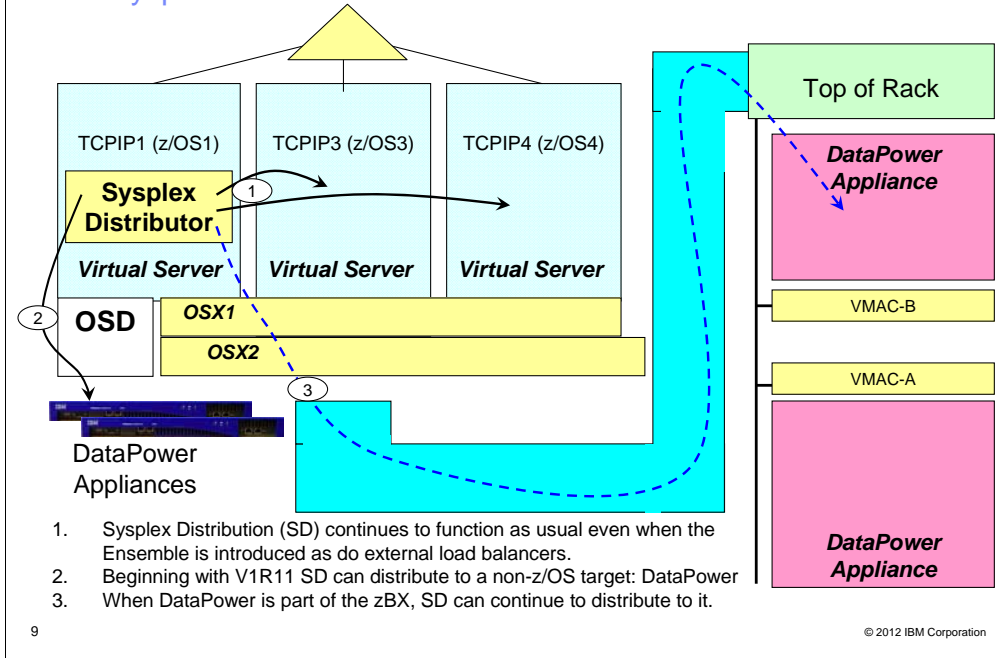 TCPIP1 (z/OS1)
TCPIP3 (z/OS3)
TCPIP4 (z/OS4)
Top of Rack
DataPower
Appliance
Sysplex
Distributor
1
Virtual Server
Virtual Server
Virtual Server
VMAC-B
2
OSD
OSX1
OSX2
VMAC-A
3
DataPower
Appliances
DataPower
Appliance
1. Sysplex Distribution (SD) continues to function as usual even when the
Ensemble is introduced as do external load balancers.
2. Beginning with V1R11 SD can distribute to a non-z/OS target: DataPower
3. When DataPower is part of the zBX, SD can continue to distribute to it.
9
© 2012 IBM Corporation